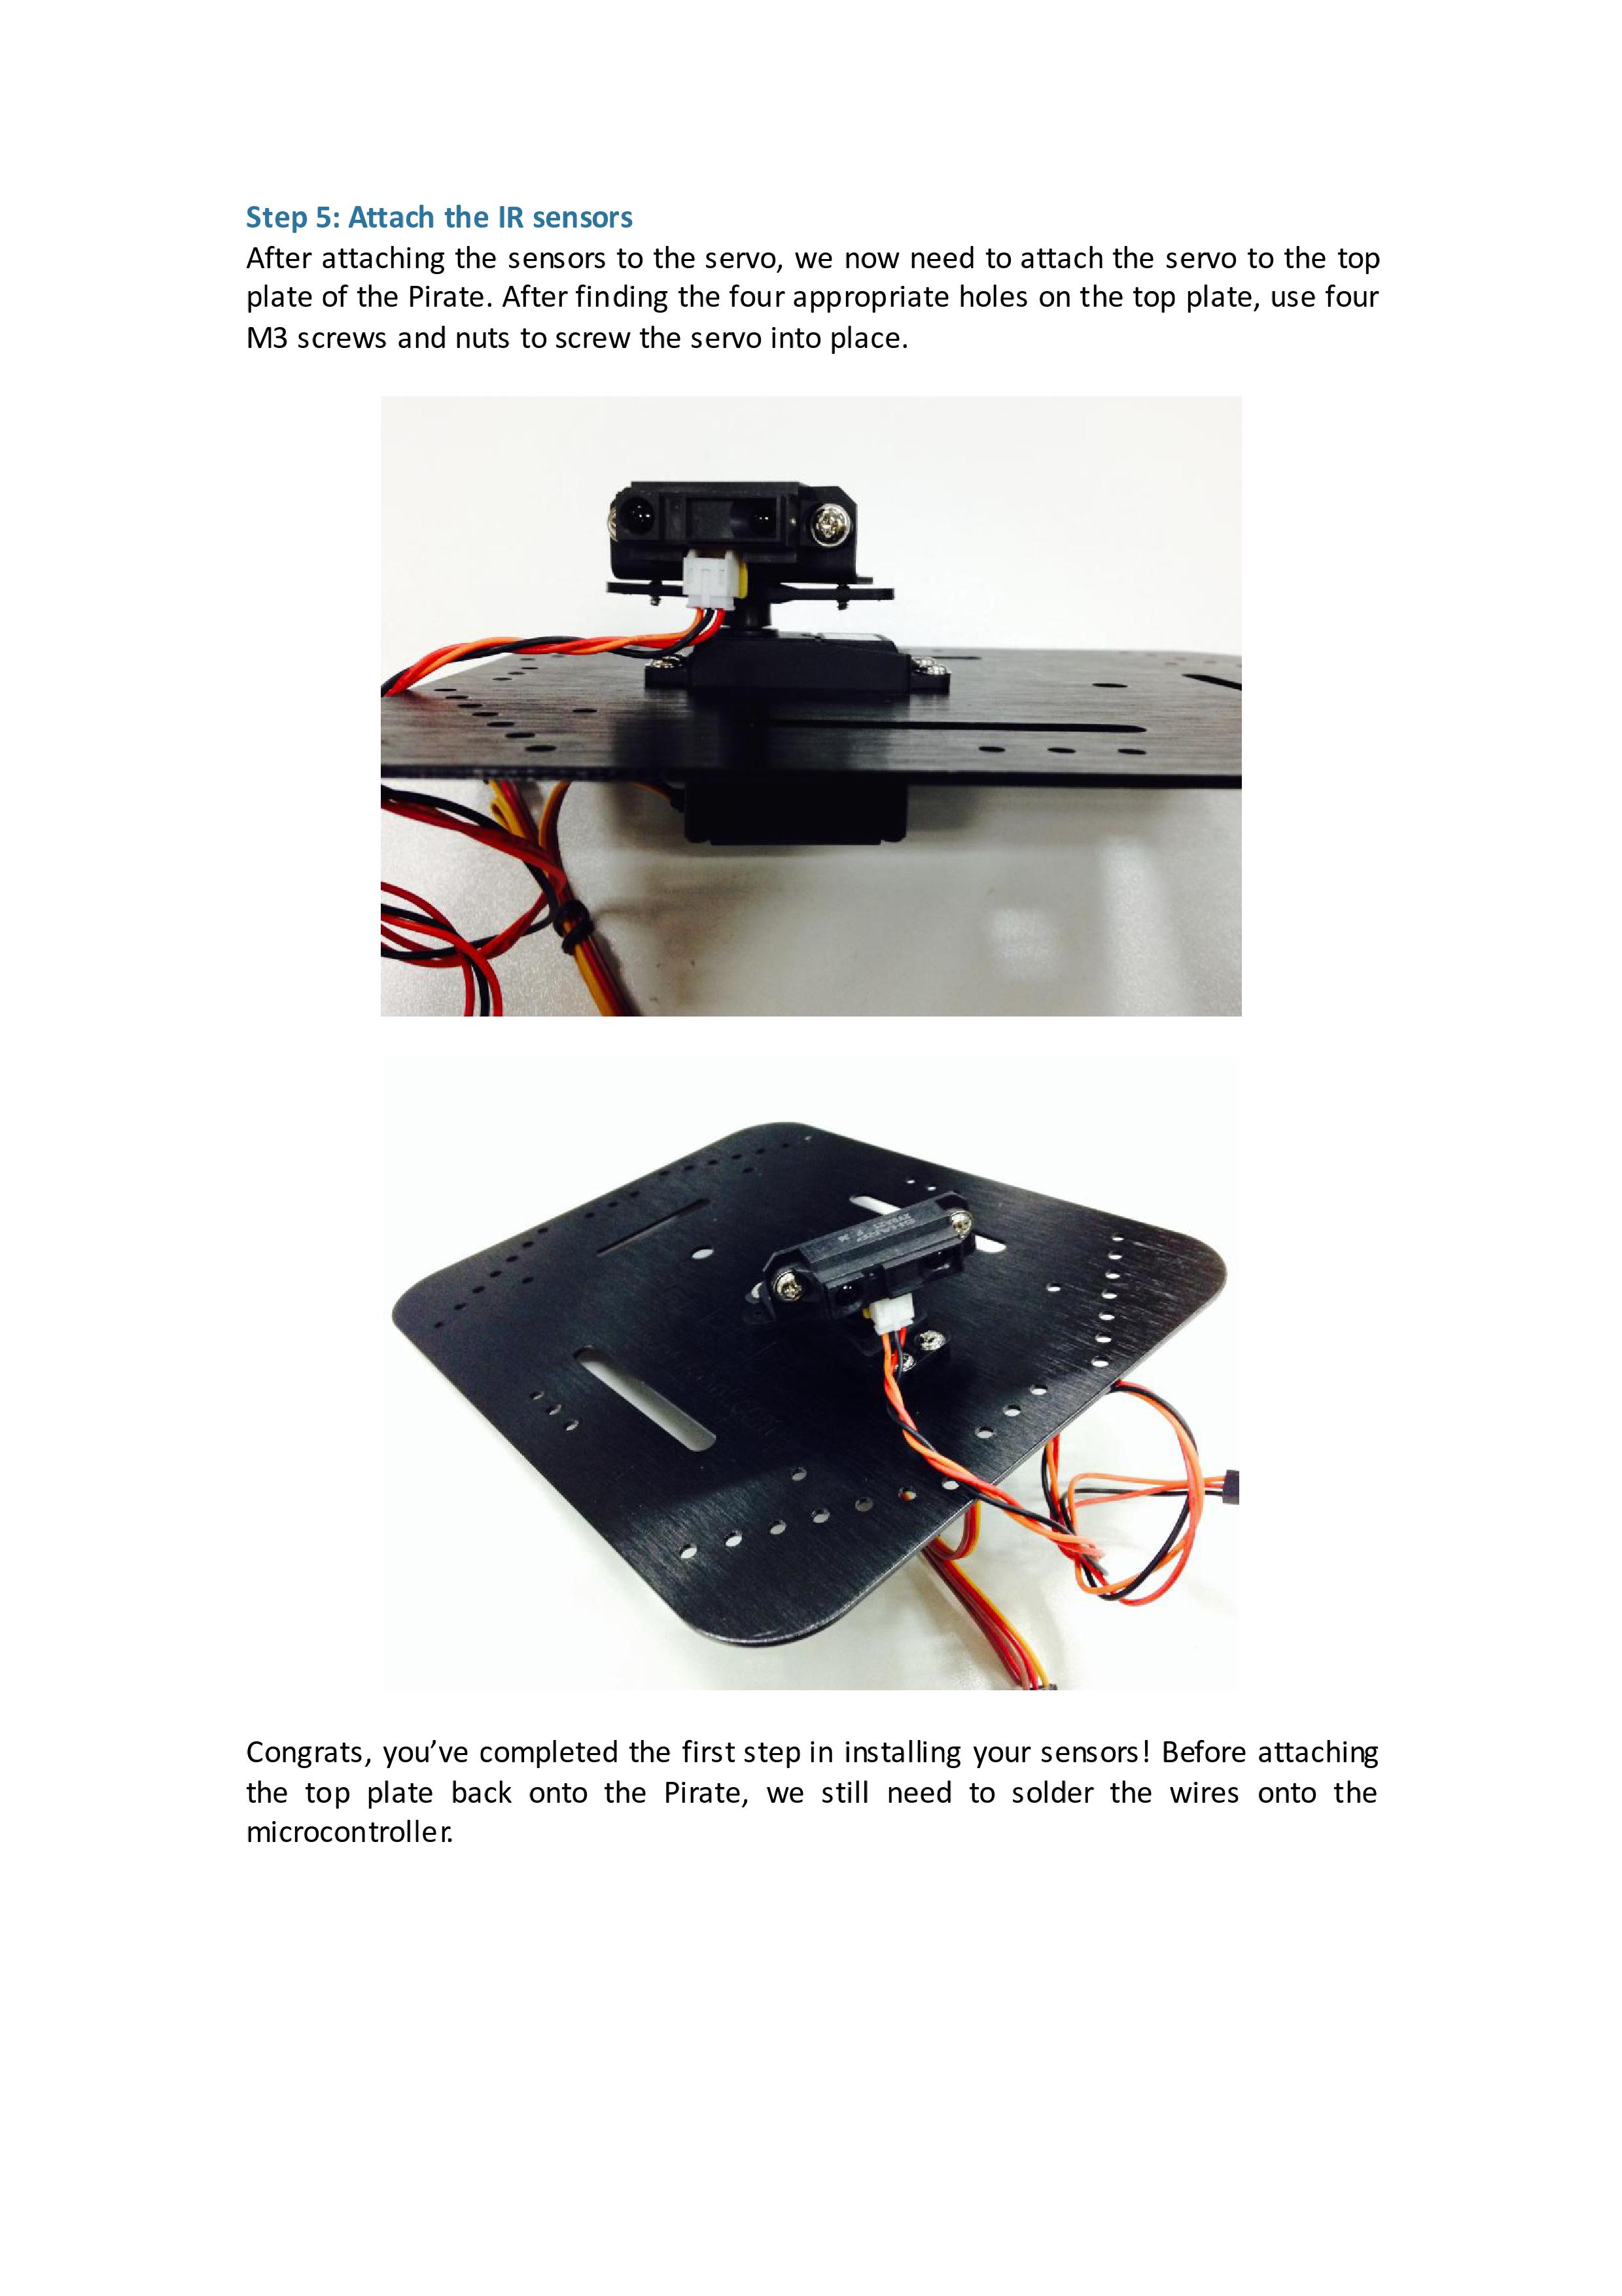 Step 5: Attach the IR sensors
After attaching the sensors to the servo, we now need to attach the servo to the top
plate of the Pirate. After finding the four appropriate holes on the top plate, use four
M3 screws and nuts to screw the servo into place.
Congrats, you’ve completed the first step in installing your sensors! Before attaching
the top plate back onto the Pirate, we still need to solder the wires onto the
microcontroller.